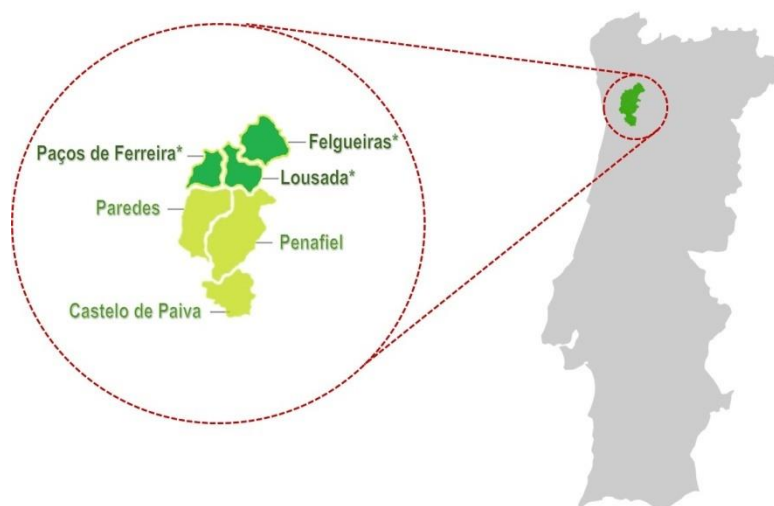 Felgueiras*
Paços de Ferreira*
Lousada*
Paredes
Penafiel
Castelo de Paiva